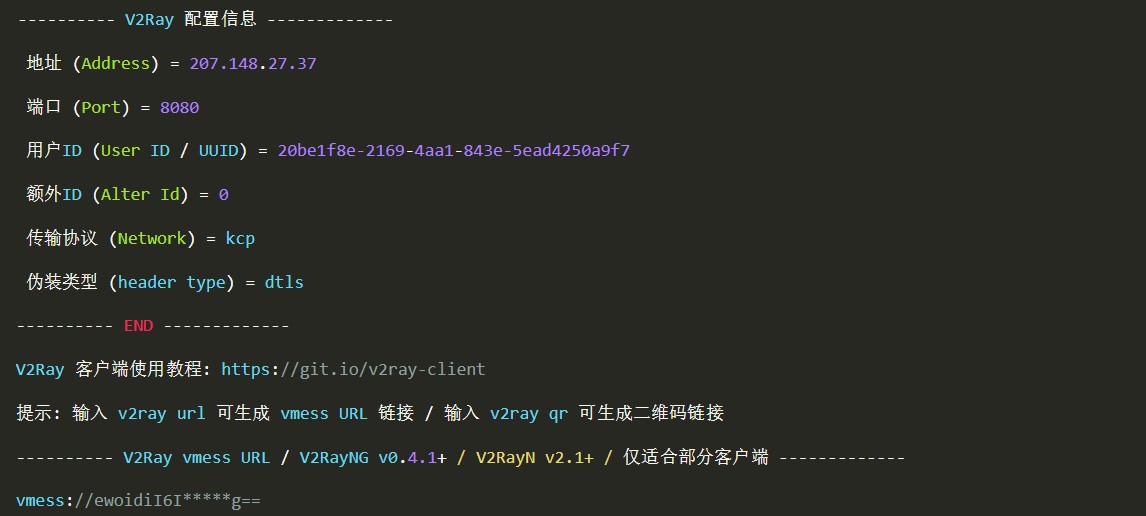 ---------- V2Ray 配置信息 -------------
地址 (Address) = 207.148.27.37
端口 (Port) = 8080
用户ID (User ID / UUID) = 20be1f8e-2169-4aa1-843e-5ead4250a9f7
额外ID (Alter Id) = 0
传输协议 (Network) = kcp
伪装类型 (header type) = dtls
---------- END -------------
V2Ray 客户端使用教程: https://git.io/v2ray-client
提示: 输入 v2ray url 可生成 vmess URL 链接 / 输入 v2ray qr 可生成二维码链接
---------- V2Ray vmess URL / V2RayNG v0.4.1+ / V2RayN v2.1+ / 仅适合部分客户端 -------------
vmess://ewoidiI6I*****g==